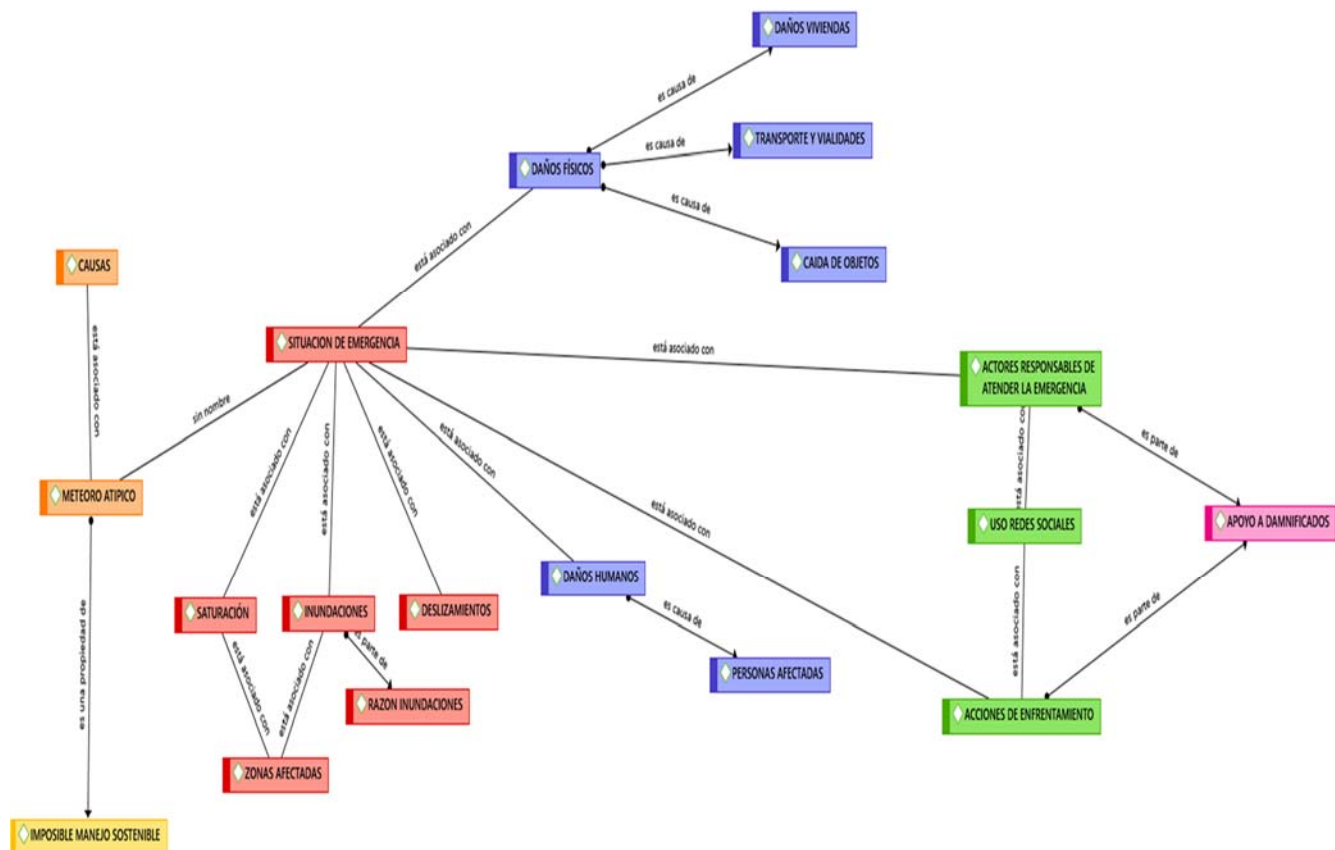 DAÑOS VIVIENDAS
es causa de
TRANSPORTE Y VIALIDADES
es causa de
DAÑOS FÍSICOS
es causa de
CAIDA DE OBJETOS
está asociado con
CAUSAS
está asociado con
SITUACION DE EMERGENCIA
está asociado con
ACTORES RESPONSABLES DE
ATENDER LA EMERGENCIA
sin nombre
está asociado con
está asociado con
está asociado con
está asociado con
está asociado con
está asociado con
es parte de
METEORO ATIPICO
USO REDES SOCIALES
APOYO A DAMNIFICADOS
DAÑOS HUMANOS
SATURACIÓN
INUNDACIONES
DESLIZAMIENTOS
es causa de
está asociado con
es parte de
es una propiedad de
está asociado con
está asociado con
es parte de
PERSONAS AFECTADAS
RAZON INUNDACIONES
ACCIONES DE ENFRENTAMIENTO
ZONAS AFECTADAS
IMPOSIBLE MANEJO SOSTENIBLE